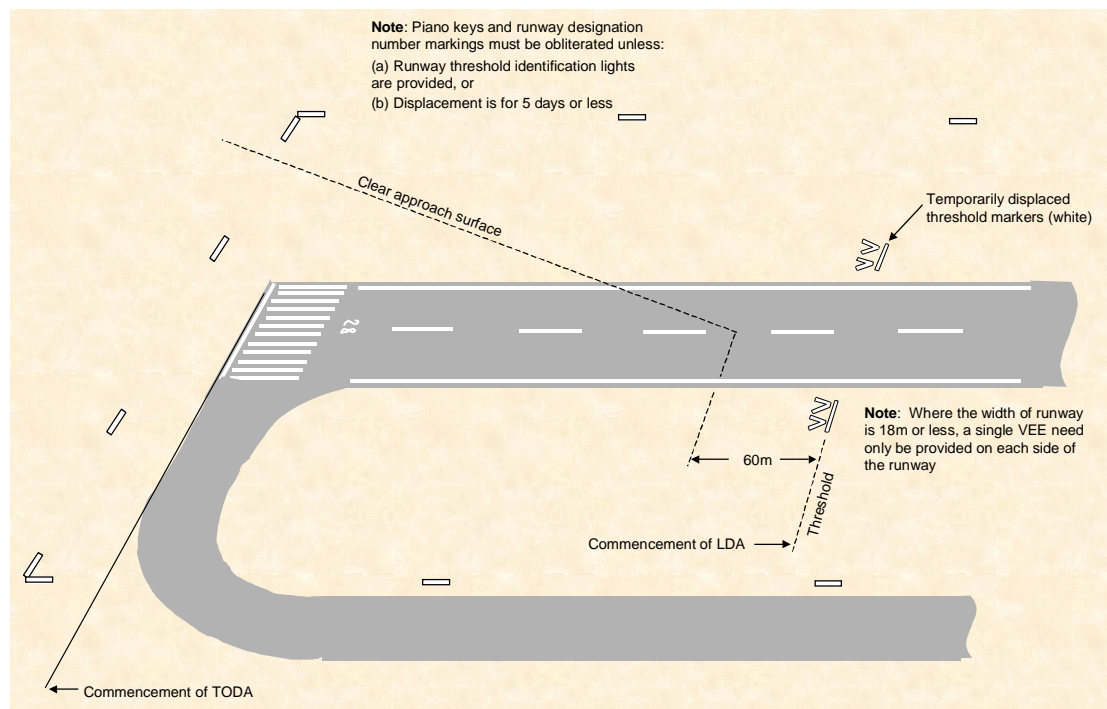 Note: Piano keys and runway designation
number markings must be obliterated unless:
(a) Runway threshold identification lights
are provided, or
(b) Displacement is for 5 days or less
Clear approach surface
Temporarily displaced
threshold markers (white)
28
Note: Where the width of runway
is 18m or less, a single VEE need
only be provided on each side of
the runway
60m
Threshold
Commencement of LDA
Commencement of TODA